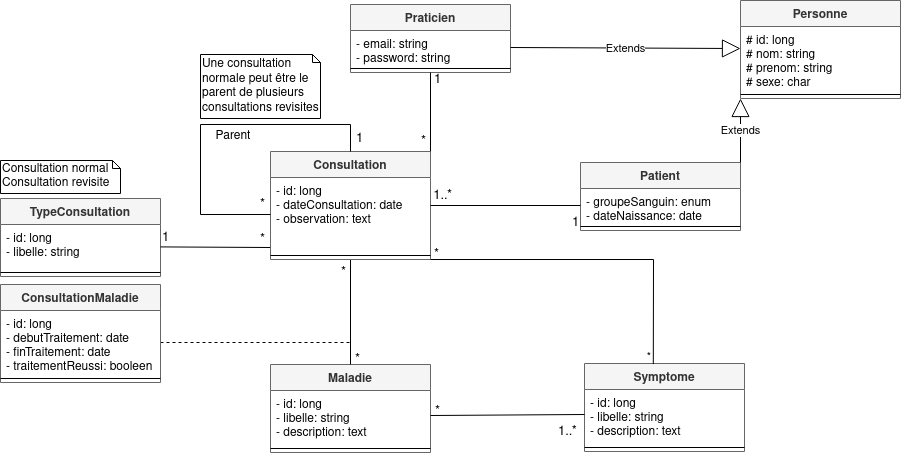 Praticien
- email: string
- password: string
Extends
Personne
# id: long
# nom: string
# prenom: string
# sexe: char
Une consultation
normale peut être le
parent de plusieurs
consultations revisites
1
*
Extends
Parent
1
*
Consultation
- id: long
- dateConsultation: date
- observation: text
1..*
1
Patient
- groupeSanguin: enum
- dateNaissance: date
Consultation normal
Consultation revisite
TypeConsultation
- id: long
- libelle: string
1
*
*
*
ConsultationMaladie
- id: long
- debutTraitement: date
- finTraitement: date
- traitementReussi: booleen
*
*
Maladie
- id: long
- libelle: string
- description: text
*
1..*
Symptome
- id: long
- libelle: string
- description: text